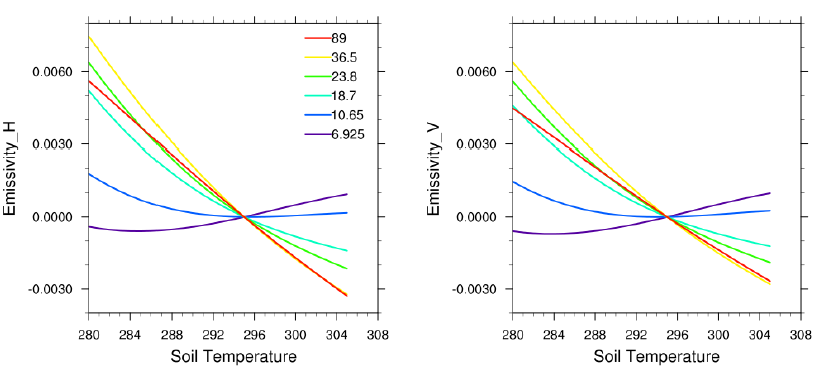 89
36.5
23.8
18.7
10.65
6.925
0.0060
0.0030
0.0000
-0.0030
Emissivity_H
280 284 288 292 296 300 304 308
Soil Temperature
0.0060
0.0030
0.0000
-0.0030
Emissivity_V
280 284 288 292 296 300 304 308
Soil Temperature